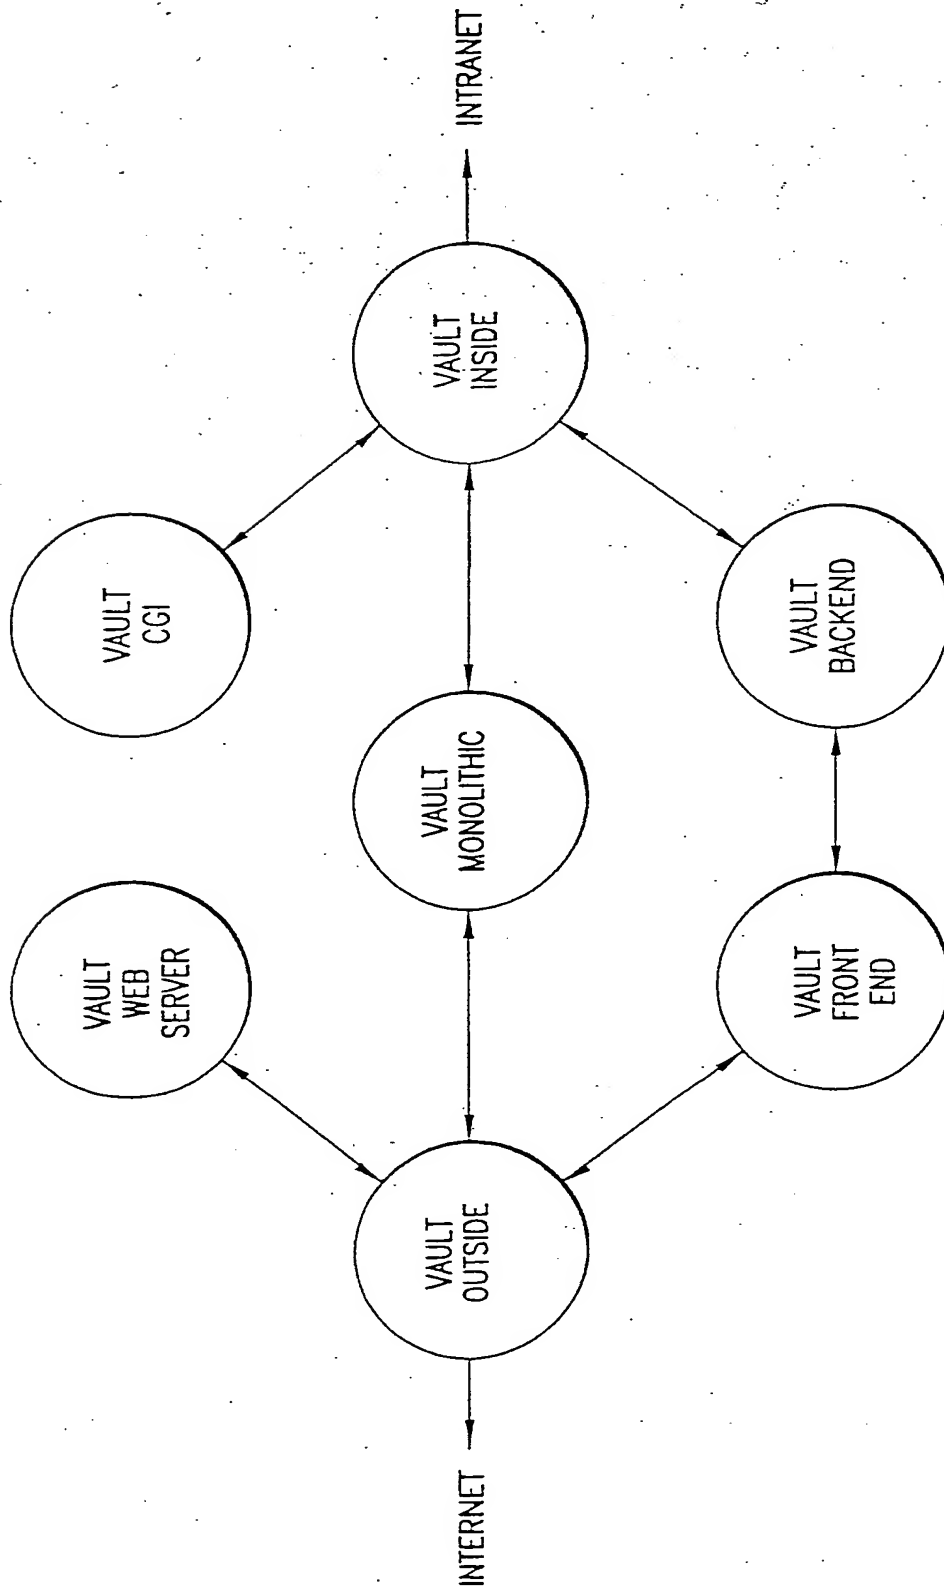 VAULT
WEB
SERVER
VAULT
CGI
INTERNET
VAULT
OUTSIDE
VAULT
MONOLITHIC
VAULT
INSIDE
INTRANET
VAULT
FRONT
END
VAULT
BACKEND